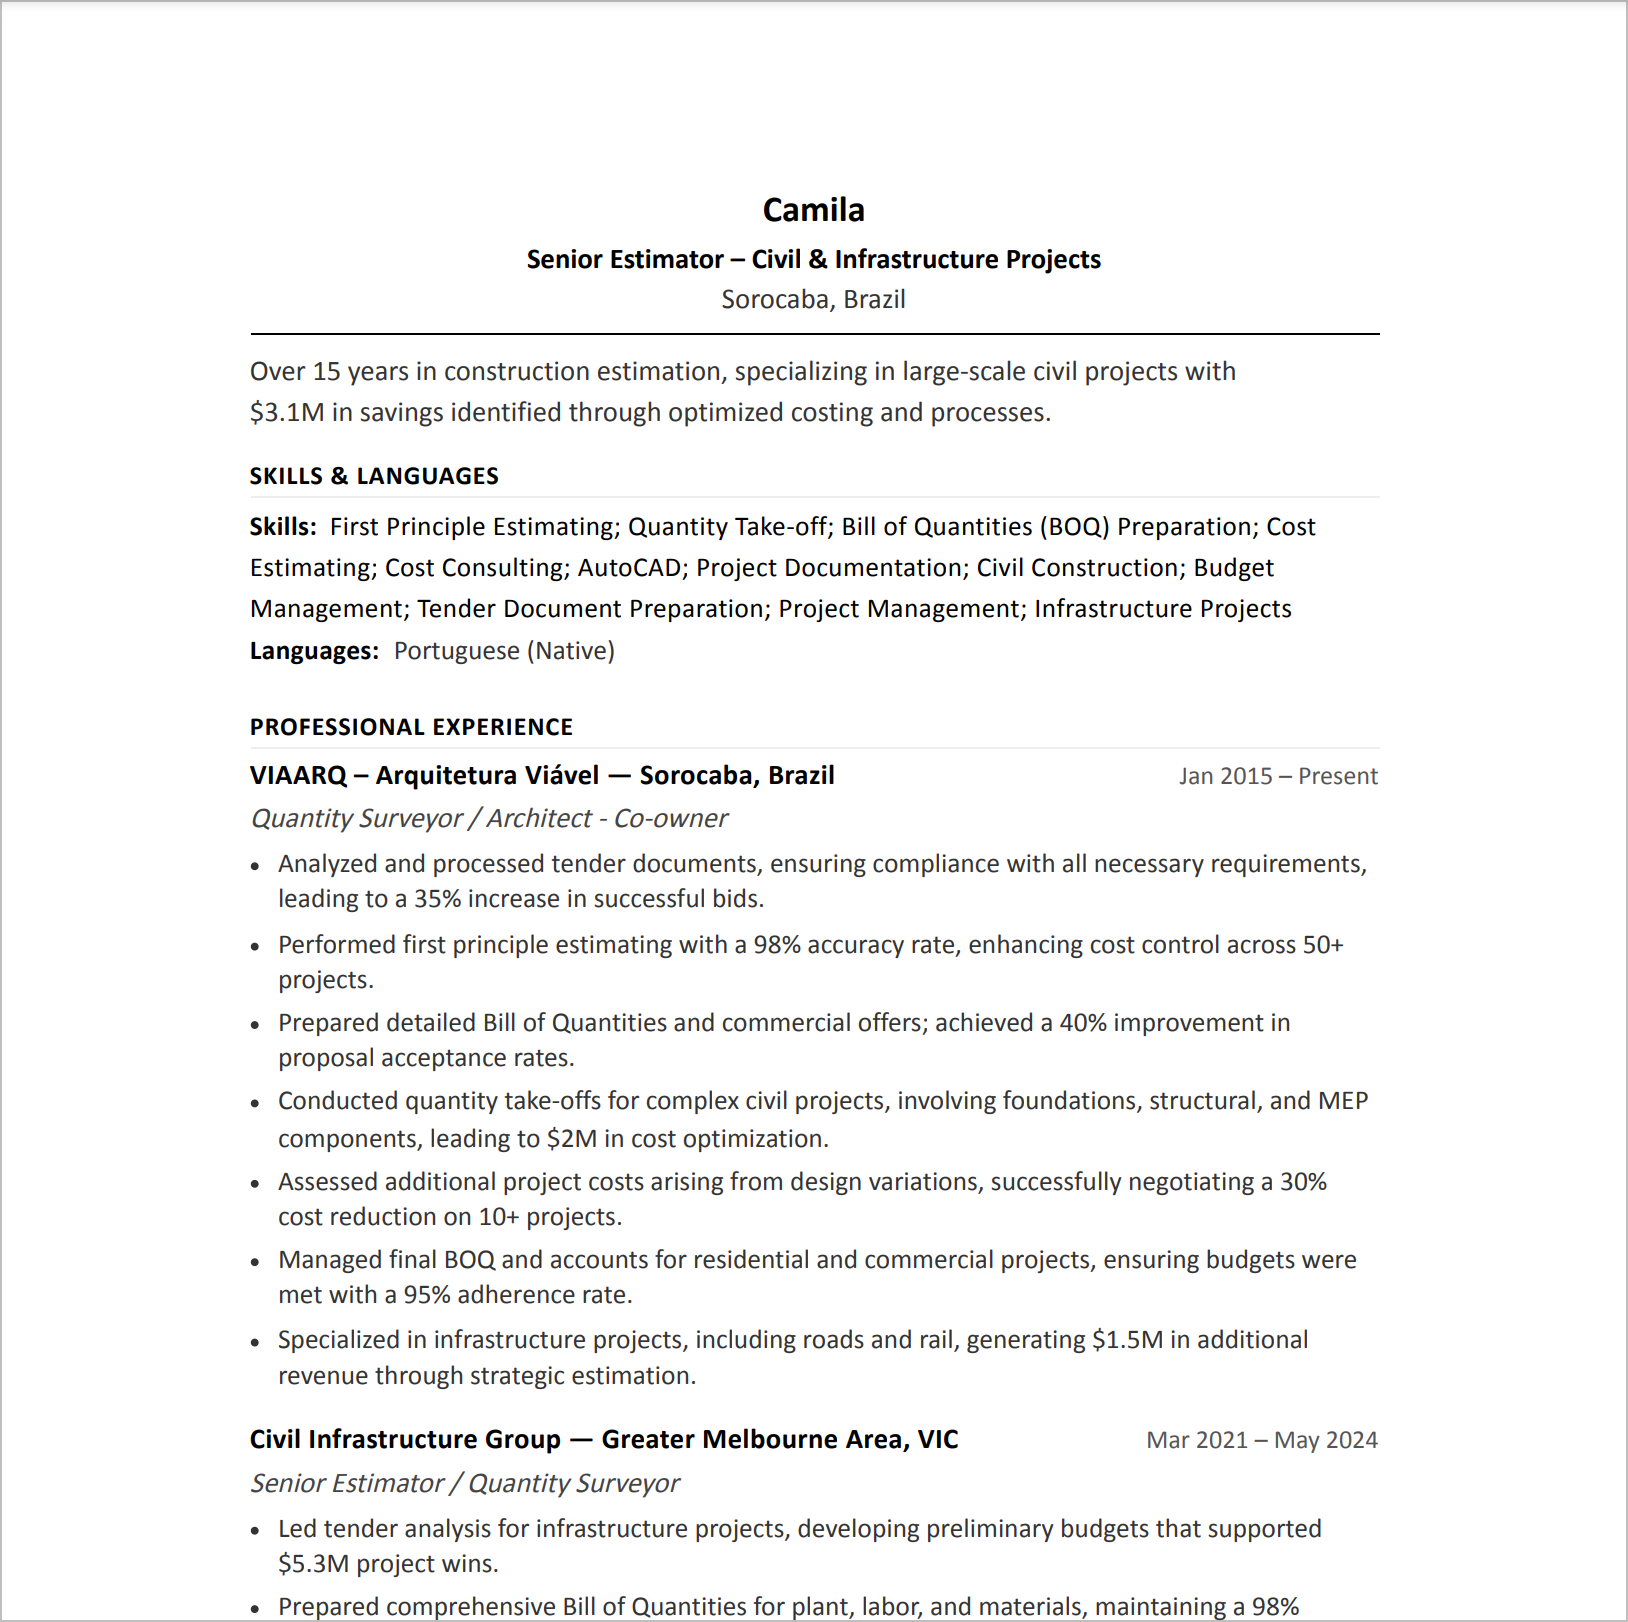 Camila
Senior Estimator – Civil & Infrastructure Projects
Sorocaba, Brazil
Over 15 years in construction estimation, specializing in large-scale civil projects with
$3.1M in savings identified through optimized costing and processes.
SKILLS & LANGUAGES
Skills: First Principle Estimating; Quantity Take-off; Bill of Quantities (BOQ) Preparation; Cost
Estimating; Cost Consulting; AutoCAD; Project Documentation; Civil Construction; Budget
Management; Tender Document Preparation; Project Management; Infrastructure Projects
Languages: Portuguese (Native)
PROFESSIONAL EXPERIENCE
VIAARQ – Arquitetura Viável — Sorocaba, Brazil Jan 2015 – Present
Quantity Surveyor / Architect - Co-owner
• Analyzed and processed tender documents, ensuring compliance with all necessary requirements,
leading to a 35% increase in successful bids.
• Performed first principle estimating with a 98% accuracy rate, enhancing cost control across 50+
projects.
• Prepared detailed Bill of Quantities and commercial offers; achieved a 40% improvement in
proposal acceptance rates.
• Conducted quantity take-offs for complex civil projects, involving foundations, structural, and MEP
components, leading to $2M in cost optimization.
• Assessed additional project costs arising from design variations, successfully negotiating a 30%
cost reduction on 10+ projects.
• Managed final BOQ and accounts for residential and commercial projects, ensuring budgets were
met with a 95% adherence rate.
• Specialized in infrastructure projects, including roads and rail, generating $1.5M in additional
revenue through strategic estimation.
Civil Infrastructure Group — Greater Melbourne Area, VIC Mar 2021 – May 2024
Senior Estimator / Quantity Surveyor
• Led tender analysis for infrastructure projects, developing preliminary budgets that supported
$5.3M project wins.
• Prepared comprehensive Bill of Quantities for plant, labor, and materials, maintaining a 98%